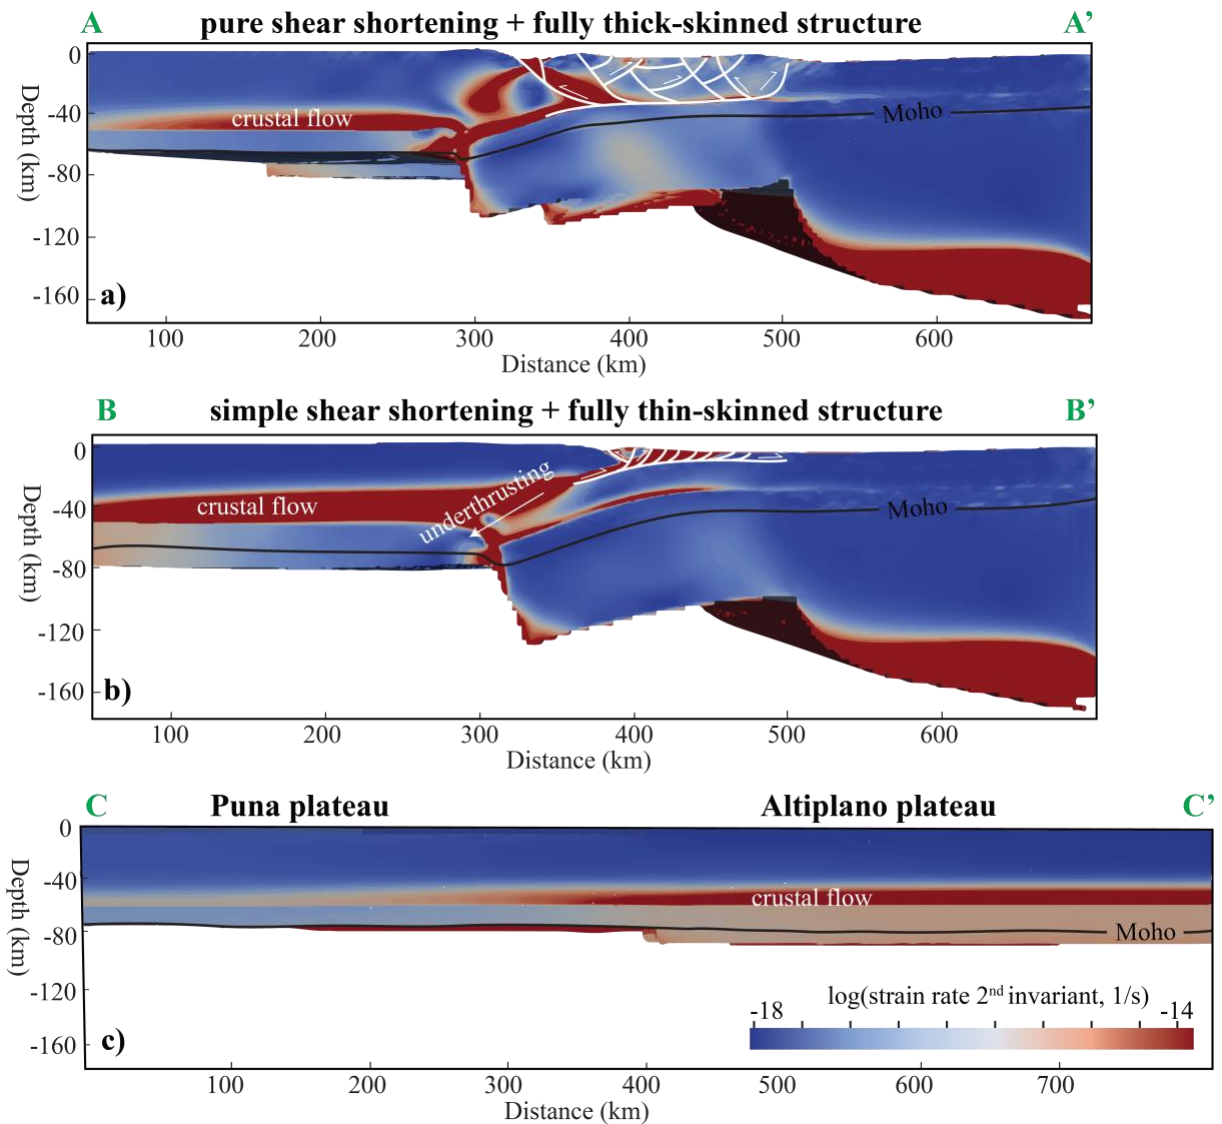 A pure shear shortening + fully thick-skinned structure A'
0
-40
-80
-120
-160
Depth (km)
crustal flow
Moho
a)
100 200 300 400 500 600
Distance (km)
B simple shear shortening + fully thin-skinned structure B'
0
-40
-80
-120
-160
Depth (km)
crustal flow
underthrusting
Moho
b)
100 200 300 400 500 600
Distance (km)
C Puna plateau Altiplano plateau C'
0
-40
-80
-120
-160
Depth (km)
crustal flow
Moho
log(strain rate 2nd invariant, 1/s)
-18 -14
c)
100 200 300 400 500 600 700
Distance (km)